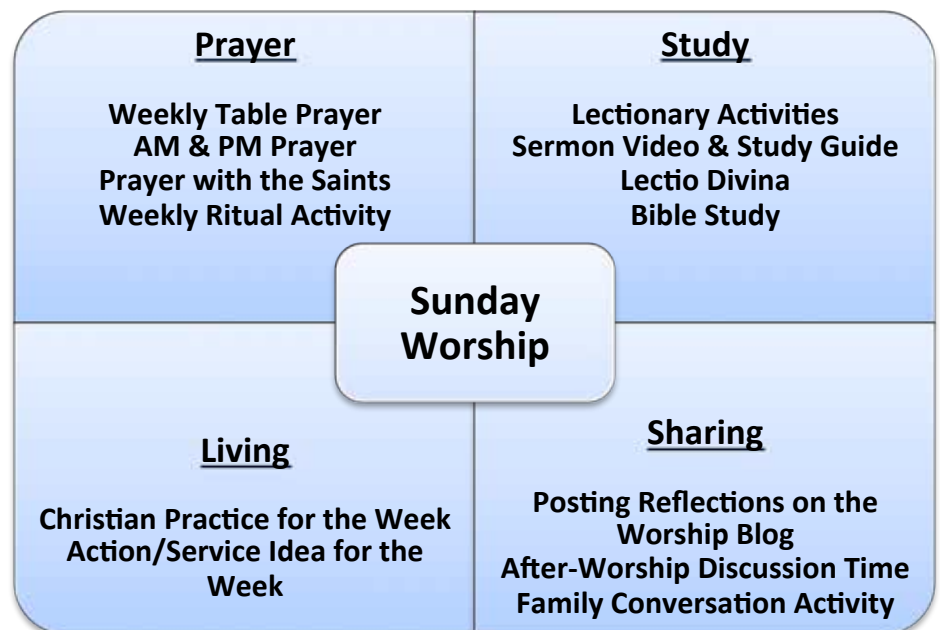 Prayer
Weekly Table Prayer
AM & PM Prayer
Prayer with the Saints
Weekly Ritual Activity
Study
Lectionary Activities
Sermon Video & Study Guide
Lectio Divina
Bible Study
Sunday
Worship
Living
Christian Practice for the Week
Action/Service Idea for the
Week
Sharing
Posting Reflections on the
Worship Blog
After-Worship Discussion Time
Family Conversation Activity